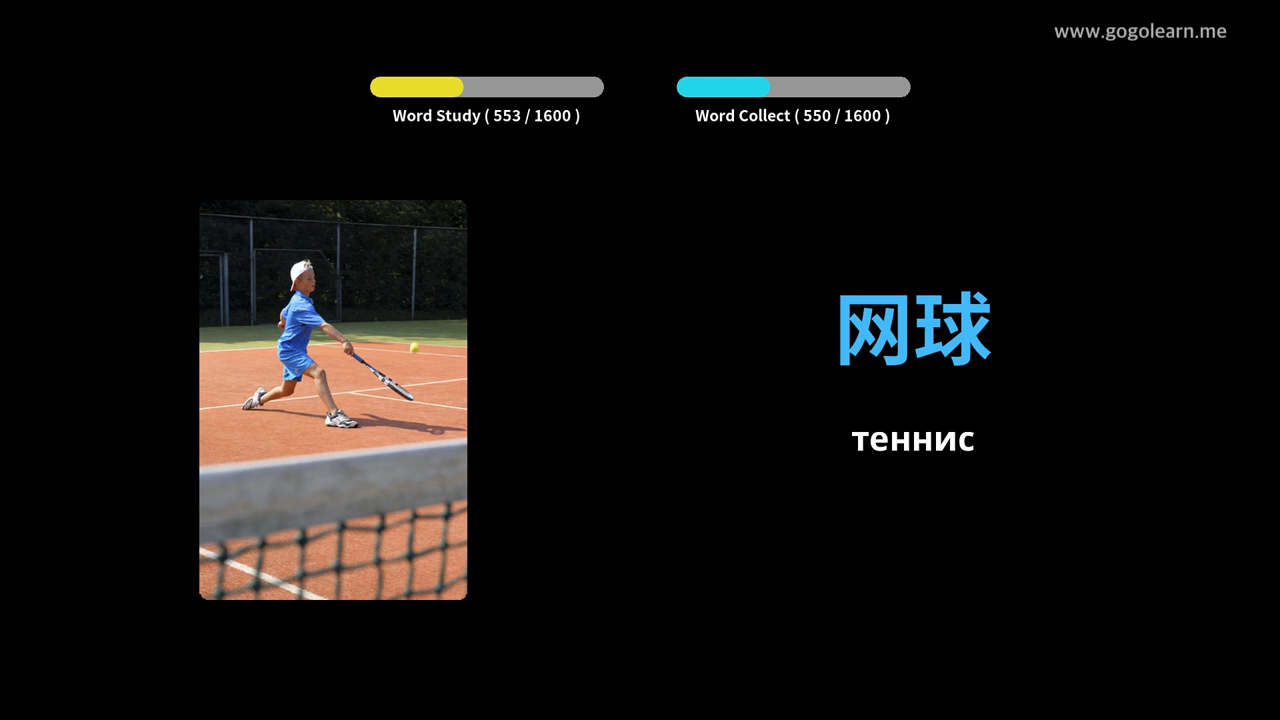 www.gogolearn.me
Word Study ( 553 / 1600 )
Word Collect ( 550 / 1600 )
网球
теннис